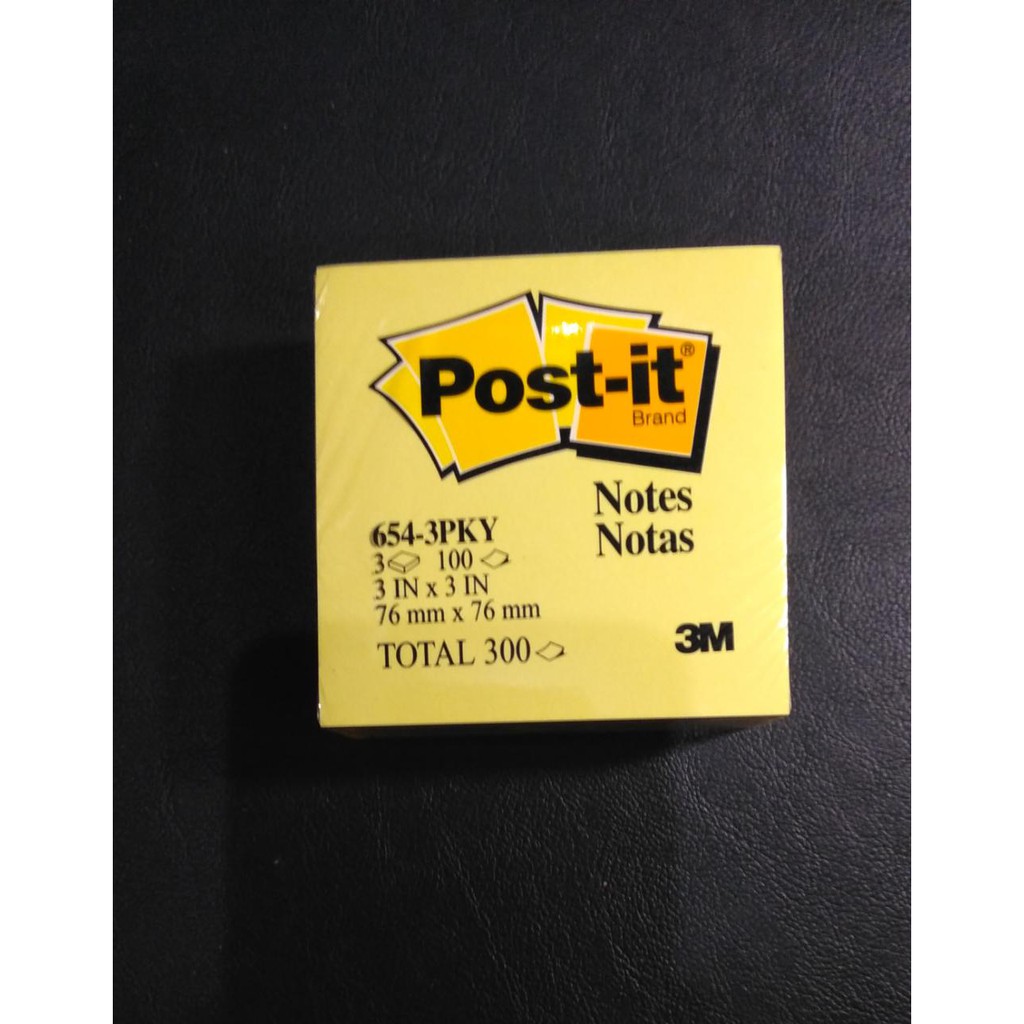 Post-it®
Brand
Notes
Notas
654-3PKY
3 100
3 IN x 3 IN
76 mm x 76 mm
TOTAL 300
3M